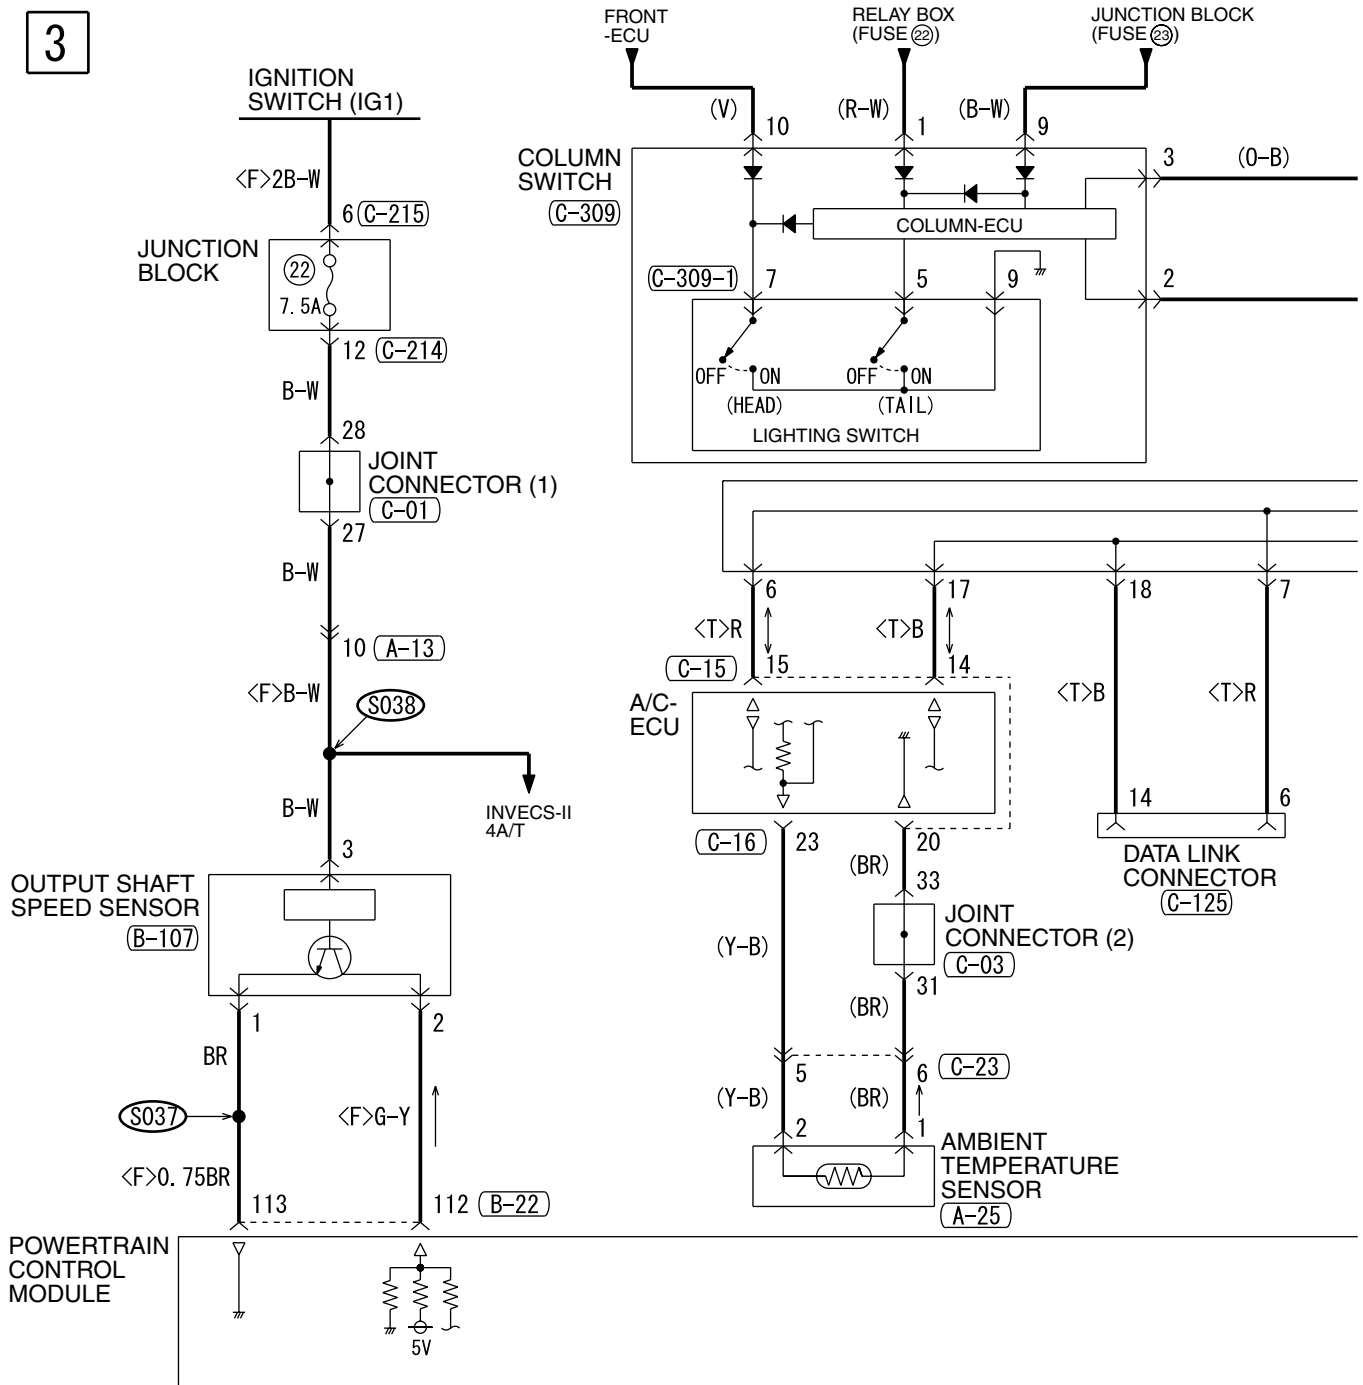 3
IGNITION
SWITCH (IG1)
<F>2B-W
6 C-215
JUNCTION
BLOCK
22
7.5A
12 C-214
B-W
28
JOINT
CONNECTOR (1)
C-01
27
B-W
10 A-13
<F>B-W
S038
INVECS-II
4A/T
B-W
3
OUTPUT SHAFT
SPEED SENSOR
B-107
1 2
BR
S037
<F>G-Y
<F>0.75BR
113 112 B-22
POWERTRAIN
CONTROL
MODULE
5V
FRONT
-ECU
RELAY BOX
(FUSE 22)
JUNCTION BLOCK
(FUSE 23)
(V) (R-W) (B-W)
10 1 9
COLUMN
SWITCH
C-309
3 (O-B)
COLUMN-ECU
2
C-309-1 7 5 9
OFF ON OFF ON
(HEAD) (TAIL)
LIGHTING SWITCH
6 17 18 7
<T>R <T>B <T>B <T>R
C-15 15 14
A/C-
ECU
14 6
DATA LINK
CONNECTOR
C-125
C-16 23 20
(BR)
33
JOINT
CONNECTOR (2)
C-03
(Y-B)
31
(BR)
5 6 C-23
(Y-B) (BR)
2 1
AMBIENT
TEMPERATURE
SENSOR
A-25